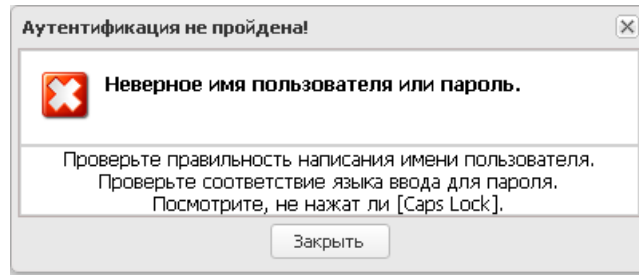 Аутентификация не пройдена!
Неверное имя пользователя или пароль.
Проверьте правильность написания имени пользователя.
Проверьте соответствие языка ввода для пароля.
Посмотрите, не нажат ли [Caps Lock].
Закрыть